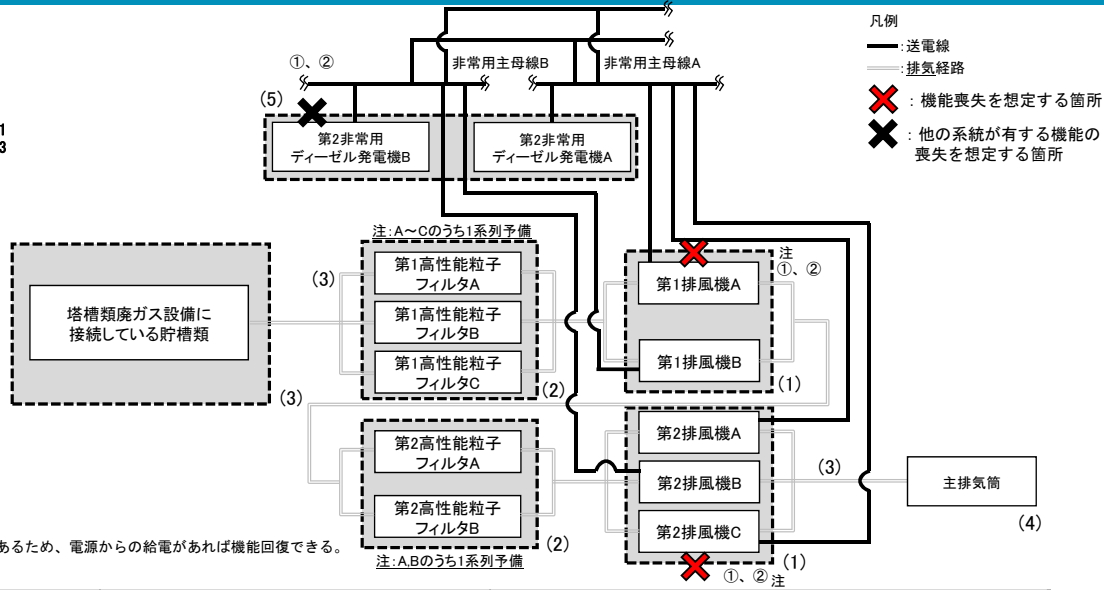 凡例
:送電線
:排気経路
:機能喪失を想定する箇所
:他の系統が有する機能の
喪失を想定する箇所
①、②
非常用主母線B
非常用主母線A
(5)
第2非常用
ディーゼル発電機B
第2非常用
ディーゼル発電機A
1
3
注:A~Cのうち1系列予備
塔槽類廃ガス設備に
接続している貯槽類
(3)
(3)
第1高性能粒子
フィルタA
第1高性能粒子
フィルタB
第1高性能粒子
フィルタC
(2)
注
①、②
第1排風機A
第1排風機B
(1)
第2高性能粒子
フィルタA
第2高性能粒子
フィルタB
(2)
注:A,Bのうち1系列予備
第2排風機A
第2排風機B
第2排風機C
(1)
①、②注
(3)
主排気筒
(4)
あるため、電源からの給電があれば機能回復できる。